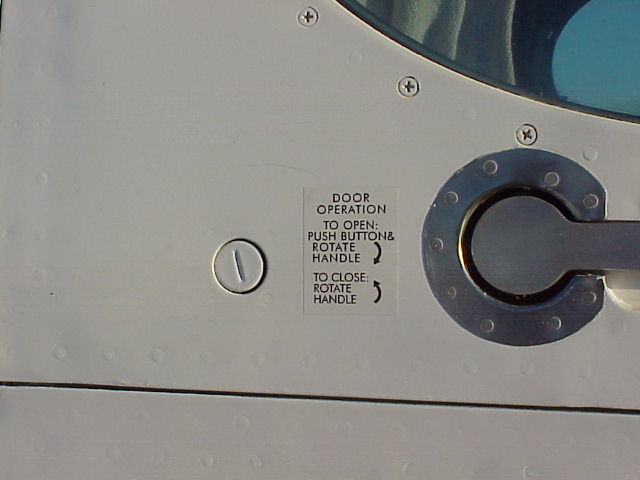 DOOR
OPERATION
TO OPEN:
PUSH BUTTON&
ROTATE
HANDLE
TO CLOSE:
ROTATE
HANDLE